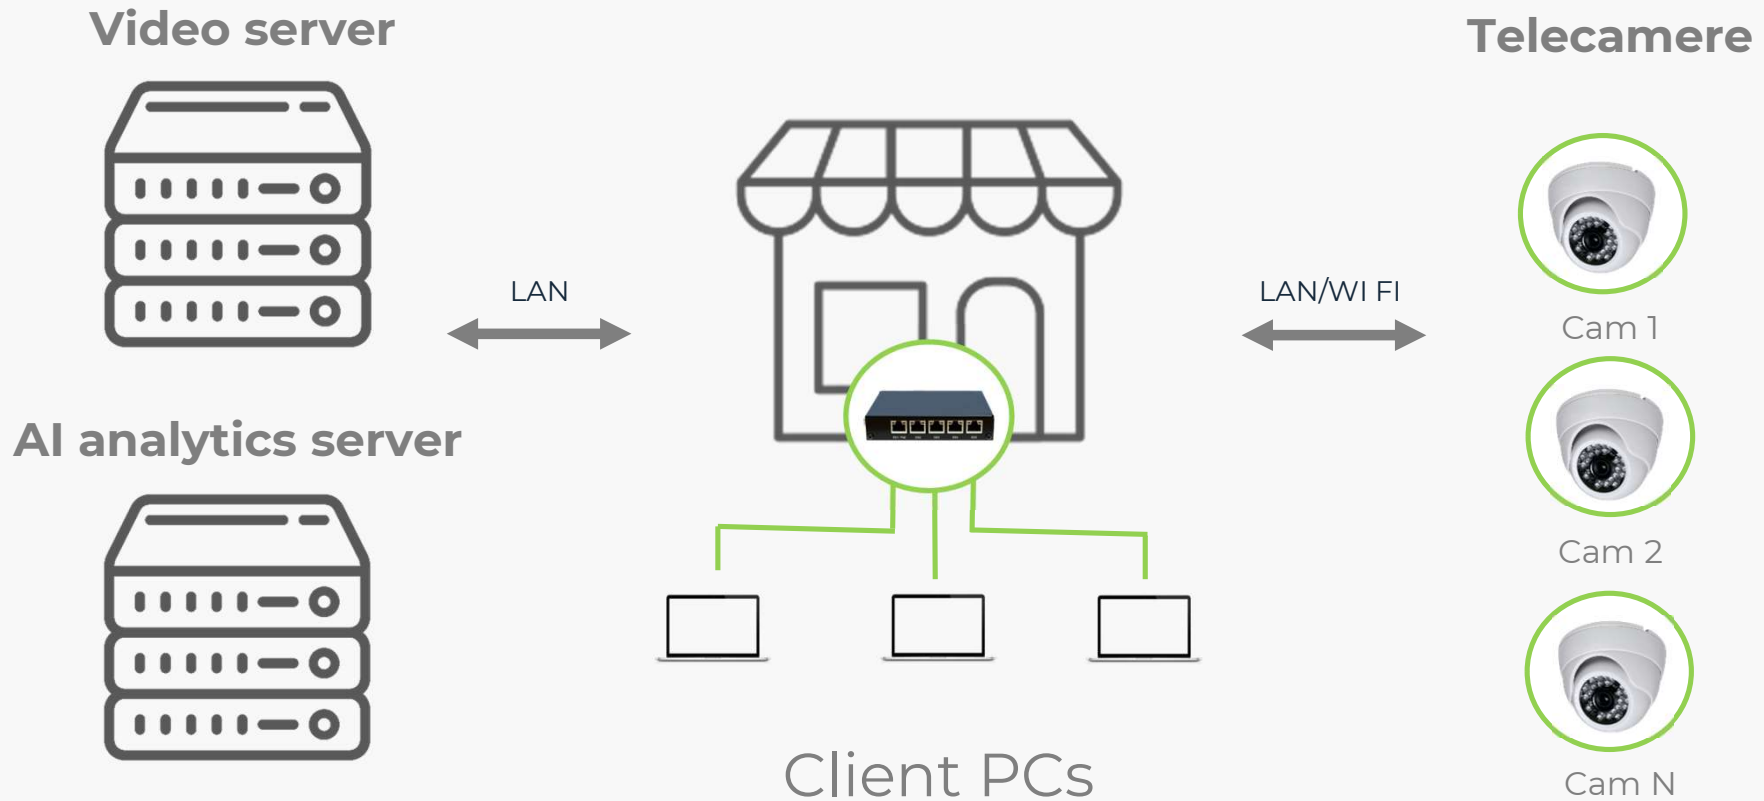 Video server
Telecamere
LAN
LAN/WI FI
Cam 1
AI analytics server
Cam 2
Client PCs
Cam N